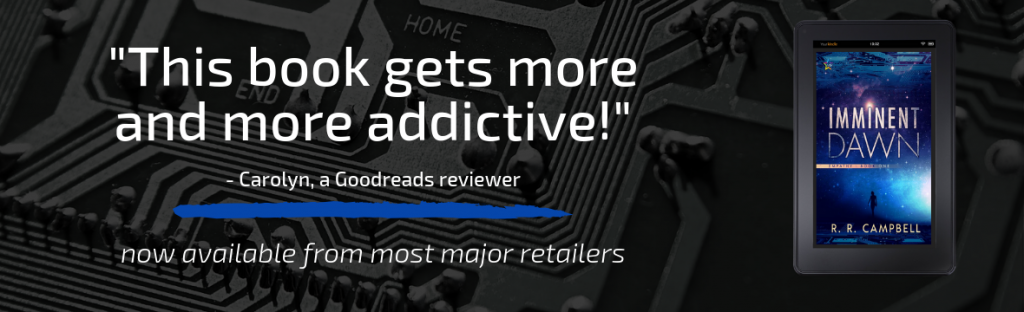 HOME
END
"This book gets more
and more addictive!"
- Carolyn, a Goodreads reviewer
now available from most major retailers
IMMINENT
DAWN
R. R. CAMPBELL